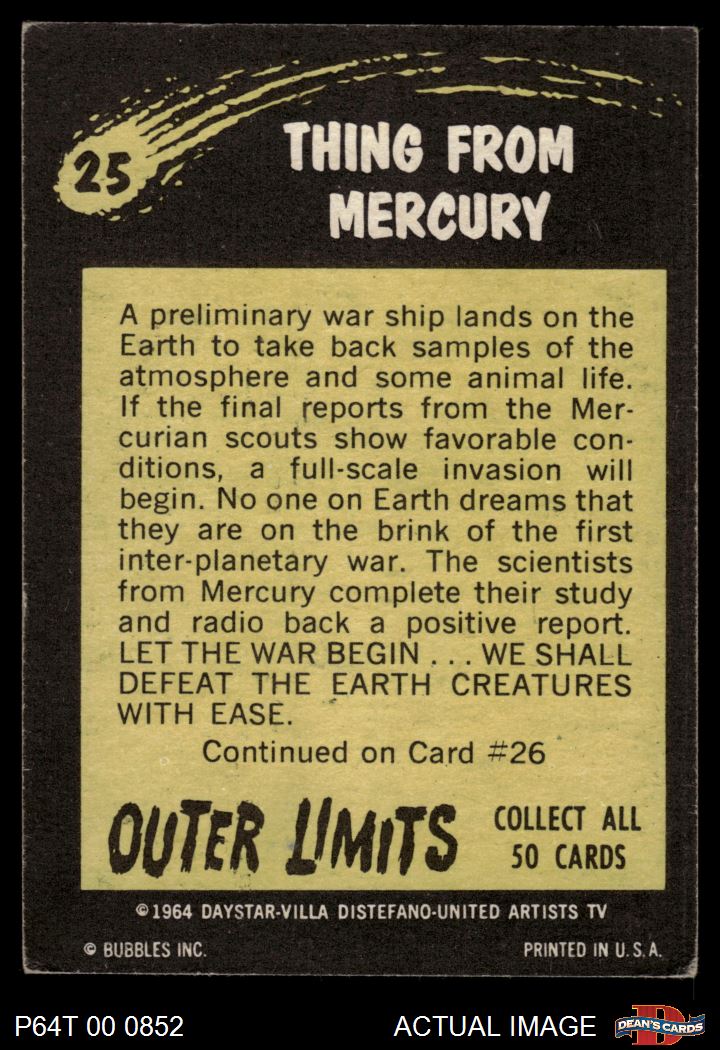 25
THING FROM
MERCURY
A preliminary war ship lands on the
Earth to take back samples of the
atmosphere and some animal life.
If the final reports from the Mer-
curian scouts show favorable con-
ditions, a full-scale invasion will
begin. No one on Earth dreams that
they are on the brink of the first
inter-planetary war. The scientists
from Mercury complete their study
and radio back a positive report.
LET THE WAR BEGIN . . . WE SHALL
DEFEAT THE EARTH CREATURES
WITH EASE.
Continued on Card #26
OUTER LIMITS
COLLECT ALL
50 CARDS
©1964 DAYSTAR-VILLA DISTEFANO-UNITED ARTISTS TV
© BUBBLES INC.
PRINTED IN U.S.A.
P64T 00 0852
ACTUAL IMAGE
D
DEAN'S CARDS